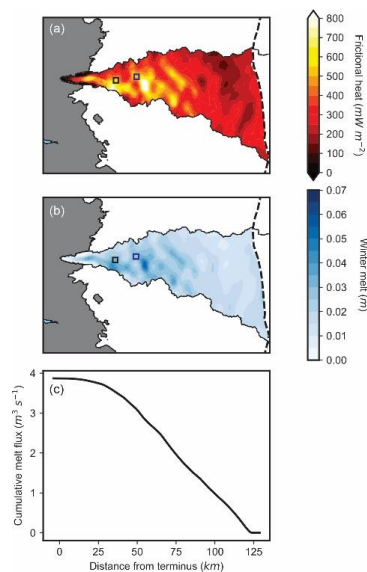 (a)
800
700
600
500
400
300
200
100
0
Frictional heat (mW m⁻²)
(b)
0.07
0.06
0.05
0.04
0.03
0.02
0.01
0.00
Winter melt (m)
(c)
4
3
2
1
0
Cumulative melt flux (m³ s⁻¹)
0 25 50 75 100 125
Distance from terminus (km)